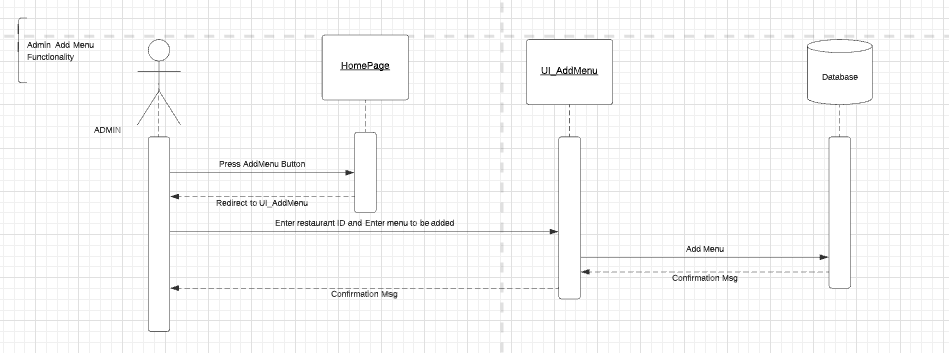 Admin Add Menu
Functionality
HomePage
UI_AddMenu
Database
ADMIN
Press AddMenu Button
Redirect to UI_AddMenu
Enter restaurant ID and Enter menu to be added
Add Menu
Confirmation Msg
Confirmation Msg